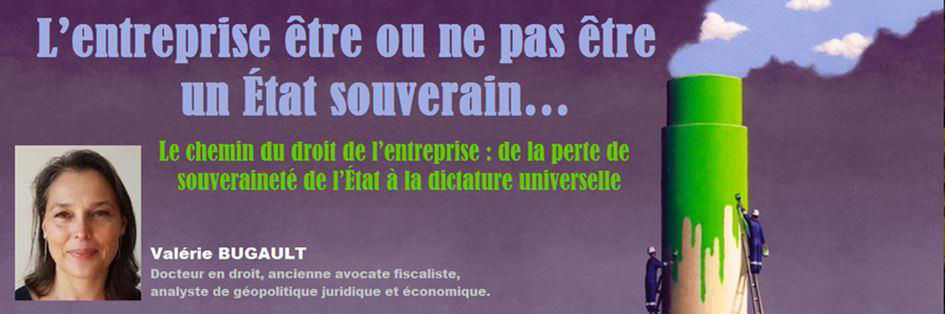 L’entreprise être ou ne pas être
un État souverain…
Le chemin du droit de l’entreprise : de la perte de
souveraineté de l’État à la dictature universelle
Valérie BUGAULT
Docteur en droit, ancienne avocate fiscaliste,
analyste de géopolitique juridique et économique.